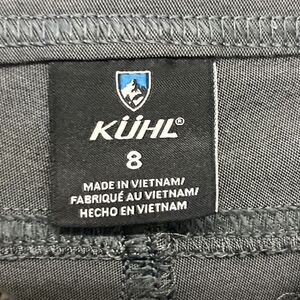 KÜHL®
8
MADE IN VIETNAM/
FABRIQUÉ AU VIETNAM/
HECHO EN VIETNAM